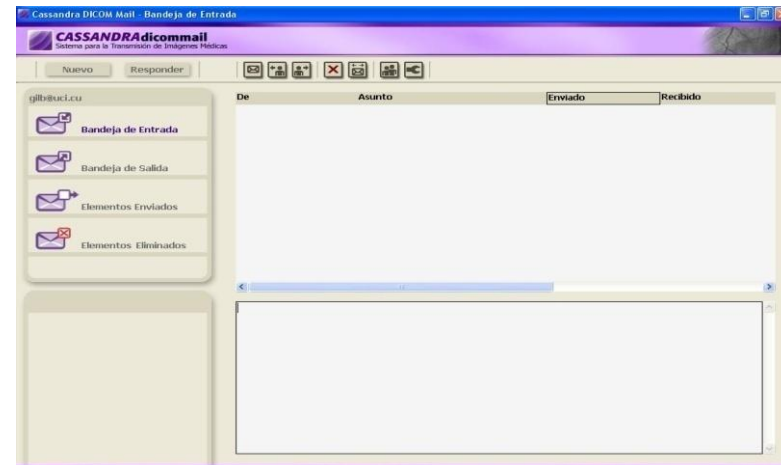 Cassandra DICOM Mail - Bandeja de Entrada
CASSANDRAdicommail
Sistema para la Transmisión de Imágenes Médicas
Nuevo Responder
gilb@uci.cu
De Asunto Enviado Recibido
Bandeja de Entrada
Bandeja de Salida
Elementos Enviados
Elementos Eliminados